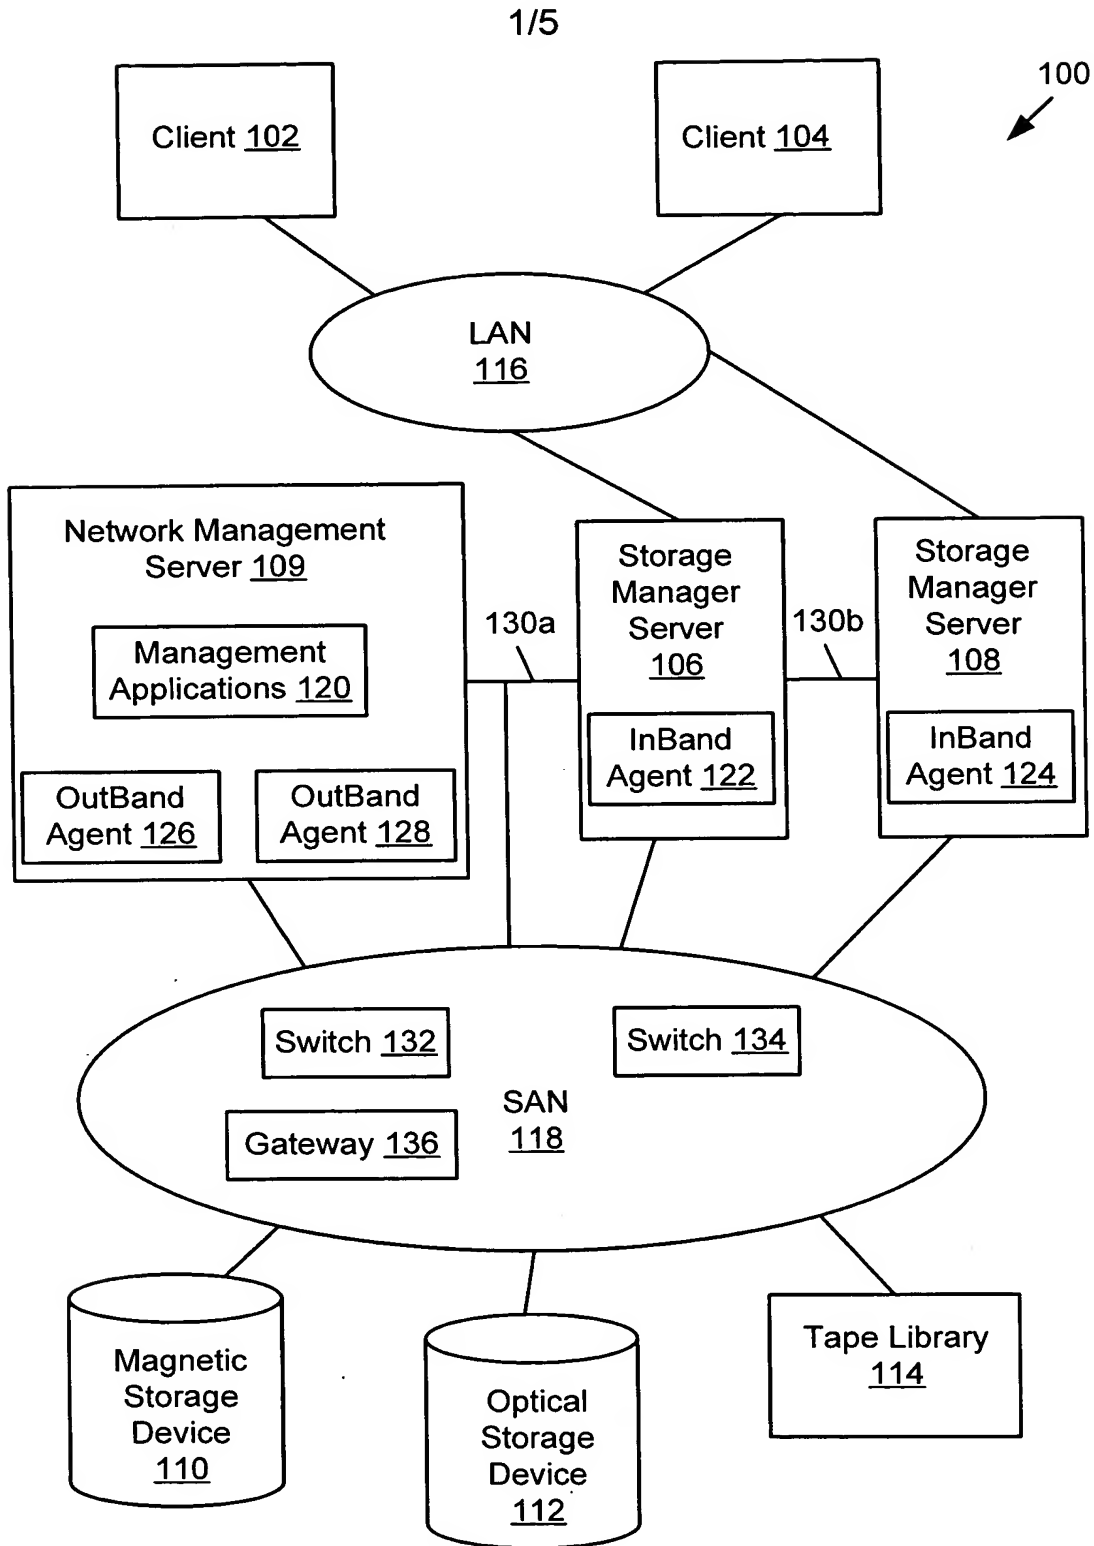 1/5
100
Client 102
Client 104
LAN
116
Network Management
Server 109
Management
Applications 120
OutBand
Agent 126
OutBand
Agent 128
130a
Storage
Manager
Server
106
InBand
Agent 122
130b
Storage
Manager
Server
108
InBand
Agent 124
Switch 132
Switch 134
SAN
118
Gateway 136
Magnetic
Storage
Device
110
Optical
Storage
Device
112
Tape Library
114